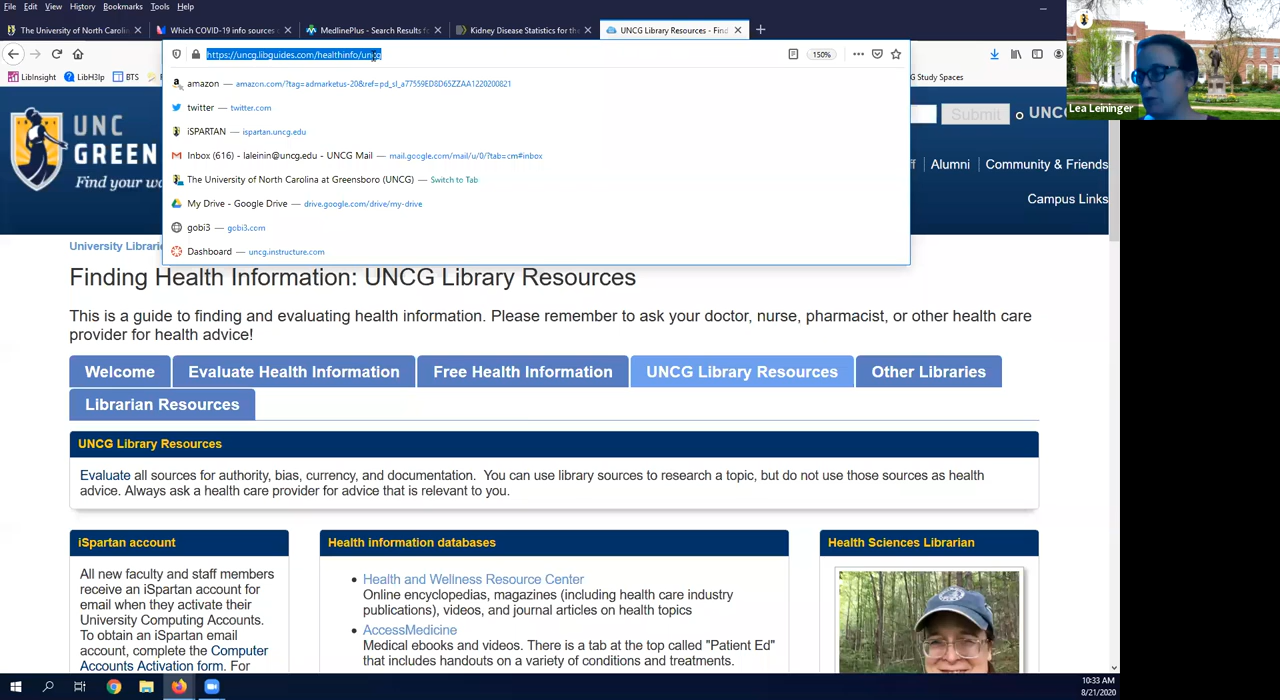 File Edit View History Bookmarks Tools Help
The University of North Carolin
Which COVID-19 info sources
MedlinePlus - Search Results fo
Kidney Disease Statistics for the
UNCG Library Resources - Find
https://uncg.libguides.com/healthinfo/uncg
150%
LibInsight LibH3lp BTS
G Study Spaces
amazon — amazon.com/?tag=admarketus-20&ref=pd_sl_a77559ED8D65ZZAA1220200821
twitter — twitter.com
iSPARTAN — ispartan.uncg.edu
Inbox (616) - laleinin@uncg.edu - UNCG Mail — mail.google.com/mail/u/0/?tab=cm#inbox
The University of North Carolina at Greensboro (UNCG) — Switch to Tab
My Drive - Google Drive — drive.google.com/drive/my-drive
gobi3 — gobi3.com
Dashboard — uncg.instructure.com
Lea Leininger
UNC
GREEN
Find your wa
Submit
UNC
ff Alumni Community & Friends
Campus Links
University Librari
Finding Health Information: UNCG Library Resources
This is a guide to finding and evaluating health information. Please remember to ask your doctor, nurse, pharmacist, or other health care
provider for health advice!
Welcome
Evaluate Health Information
Free Health Information
UNCG Library Resources
Other Libraries
Librarian Resources
UNCG Library Resources
Evaluate all sources for authority, bias, currency, and documentation. You can use library sources to research a topic, but do not use those sources as health
advice. Always ask a health care provider for advice that is relevant to you.
iSpartan account
All new faculty and staff members
receive an iSpartan account for
email when they activate their
University Computing Accounts.
To obtain an iSpartan email
account, complete the Computer
Accounts Activation form. For
Health information databases
Health and Wellness Resource Center
Online encyclopedias, magazines (including health care industry
publications), videos, and journal articles on health topics
AccessMedicine
Medical ebooks and videos. There is a tab at the top called "Patient Ed"
that includes handouts on a variety of conditions and treatments.
Health Sciences Librarian
10:33 AM
8/21/2020